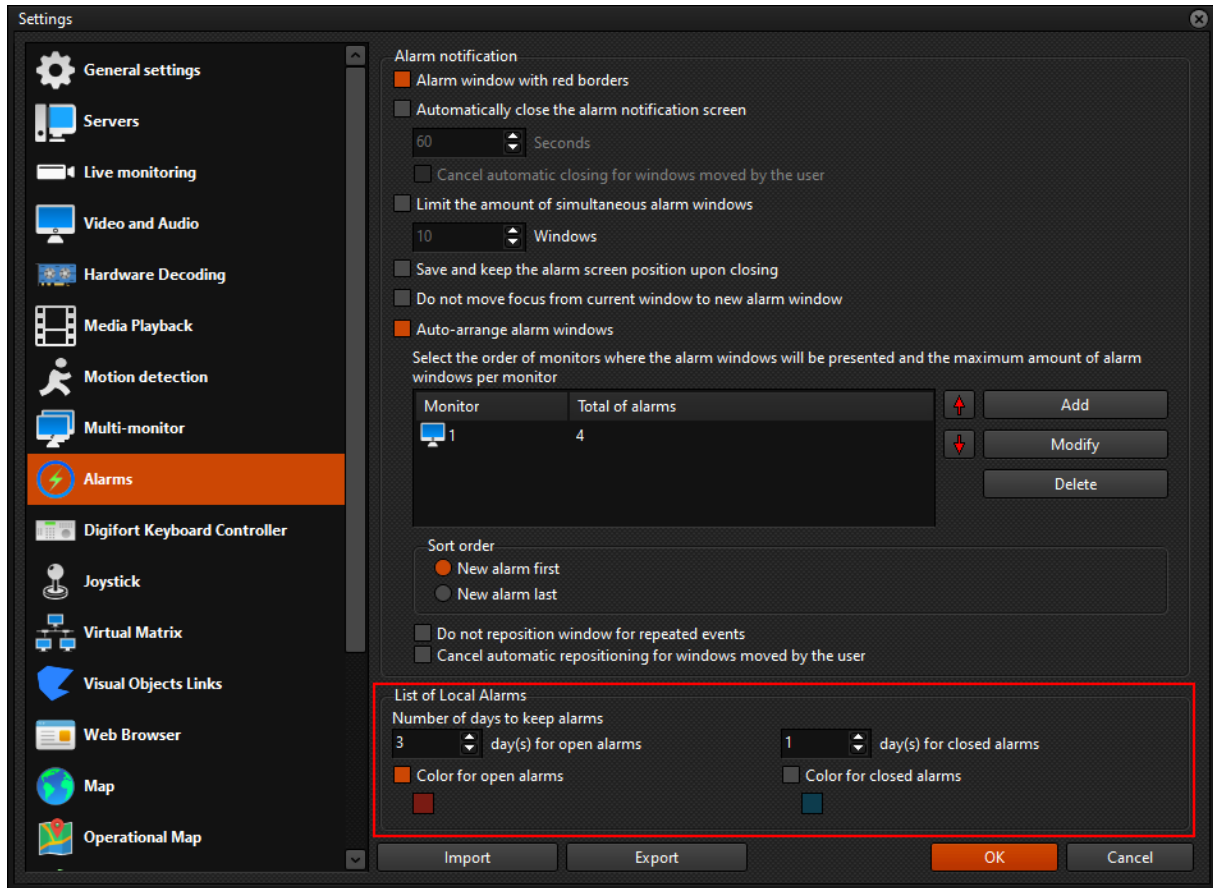 Settings
General settings
Servers
Live monitoring
Video and Audio
Hardware Decoding
Media Playback
Motion detection
Multi-monitor
Alarms
Digifort Keyboard Controller
Joystick
Virtual Matrix
Visual Objects Links
Web Browser
Map
Operational Map
Alarm notification
Alarm window with red borders
Automatically close the alarm notification screen
60 Seconds
Cancel automatic closing for windows moved by the user
Limit the amount of simultaneous alarm windows
10 Windows
Save and keep the alarm screen position upon closing
Do not move focus from current window to new alarm window
Auto-arrange alarm windows
Select the order of monitors where the alarm windows will be presented and the maximum amount of alarm
windows per monitor
Monitor Total of alarms
1 4
Add
Modify
Delete
Sort order
New alarm first
New alarm last
Do not reposition window for repeated events
Cancel automatic repositioning for windows moved by the user
List of Local Alarms
Number of days to keep alarms
3 day(s) for open alarms 1 day(s) for closed alarms
Color for open alarms Color for closed alarms
Import Export OK Cancel